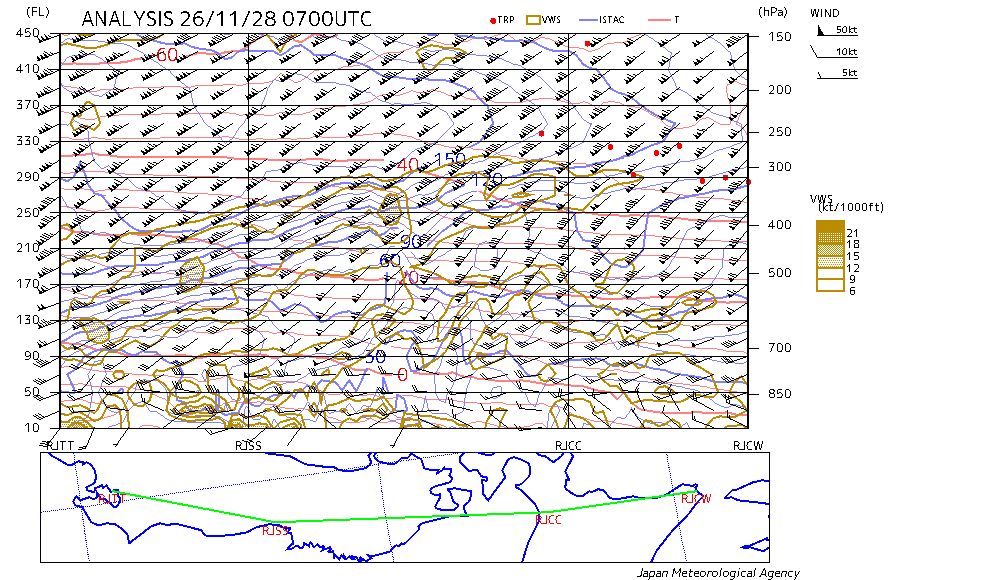 (FL) ANALYSIS 26/11/28 0700UTC TRP VWS ISTAC T (hPa) WIND
450 150 50kt
60
410 10kt
5kt
370 200
330 250
40 150
290 120 300
VWS
(kt/1000ft)
250 400
90 21
210 18
60 15
20 500 12
170 9
6
130
90 30 700
0
50 850
10
RJTT RJSS RJCC RJCW
RJTT RJCW
RJCC
RJSS
Japan Meteorological Agency